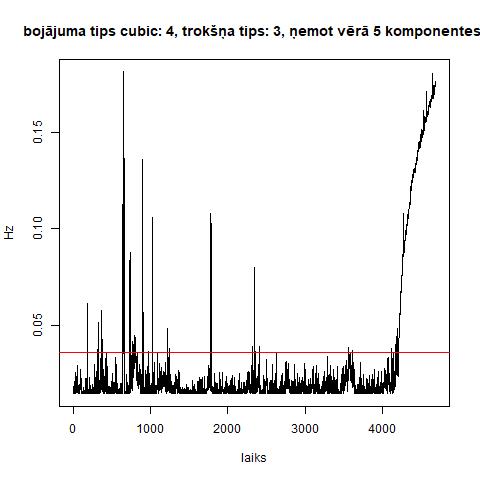 bojājuma tips cubic: 4, trokšņa tips: 3, ņemot vērā 5 komponentes
Hz
0.05
0.10
0.15
0
1000
2000
3000
4000
laiks